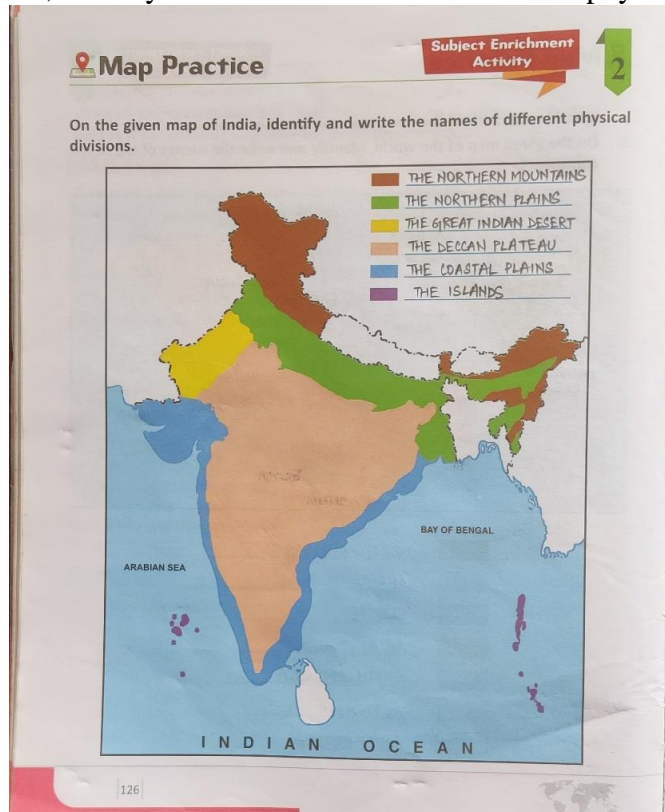 Map Practice
Subject Enrichment
Activity
2
On the given map of India, identify and write the names of different physical
divisions.
THE NORTHERN MOUNTAINS
THE NORTHERN PLAINS
THE GREAT INDIAN DESERT
THE DECCAN PLATEAU
THE COASTAL PLAINS
THE ISLANDS
BAY OF BENGAL
ARABIAN SEA
INDIAN OCEAN
126